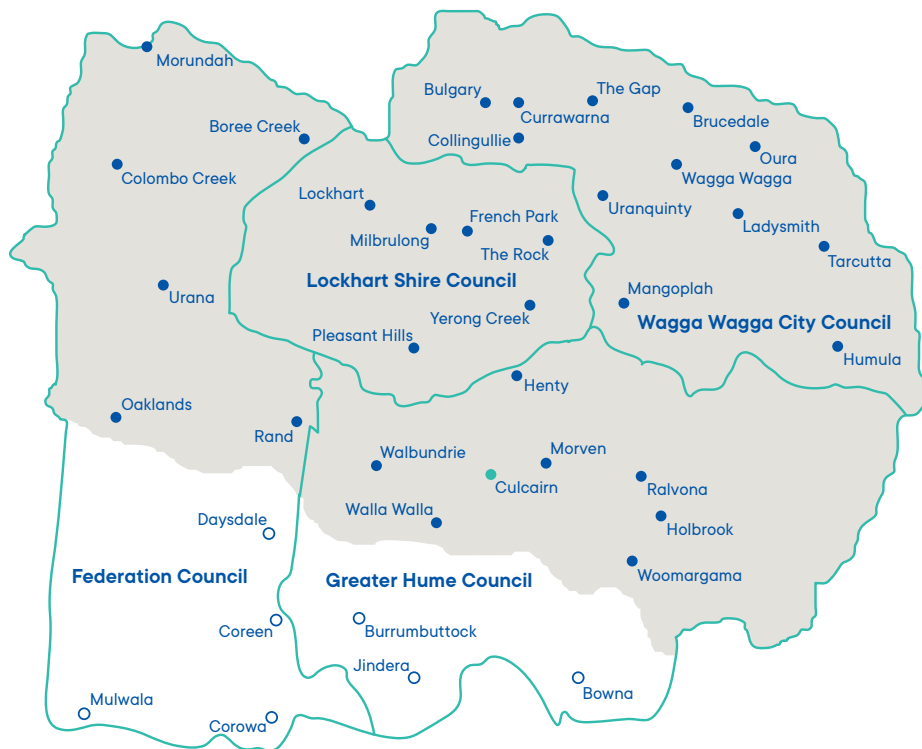 Morundah
Bulgary
The Gap
Currawarna
Brucedale
Boree Creek
Collingullie
Oura
Colombo Creek
Wagga Wagga
Lockhart
Uranquinty
French Park
Ladysmith
Milbrulong
The Rock
Tarcutta
Lockhart Shire Council
Urana
Mangoplah
Yerong Creek
Wagga Wagga City Council
Pleasant Hills
Humula
Henty
Oaklands
Rand
Walbundrie
Morven
Culcairn
Ralvona
Walla Walla
Holbrook
Daysdale
Woomargama
Federation Council
Greater Hume Council
Coreen
Burrumbuttock
Jindera
Bowna
Mulwala
Corowa